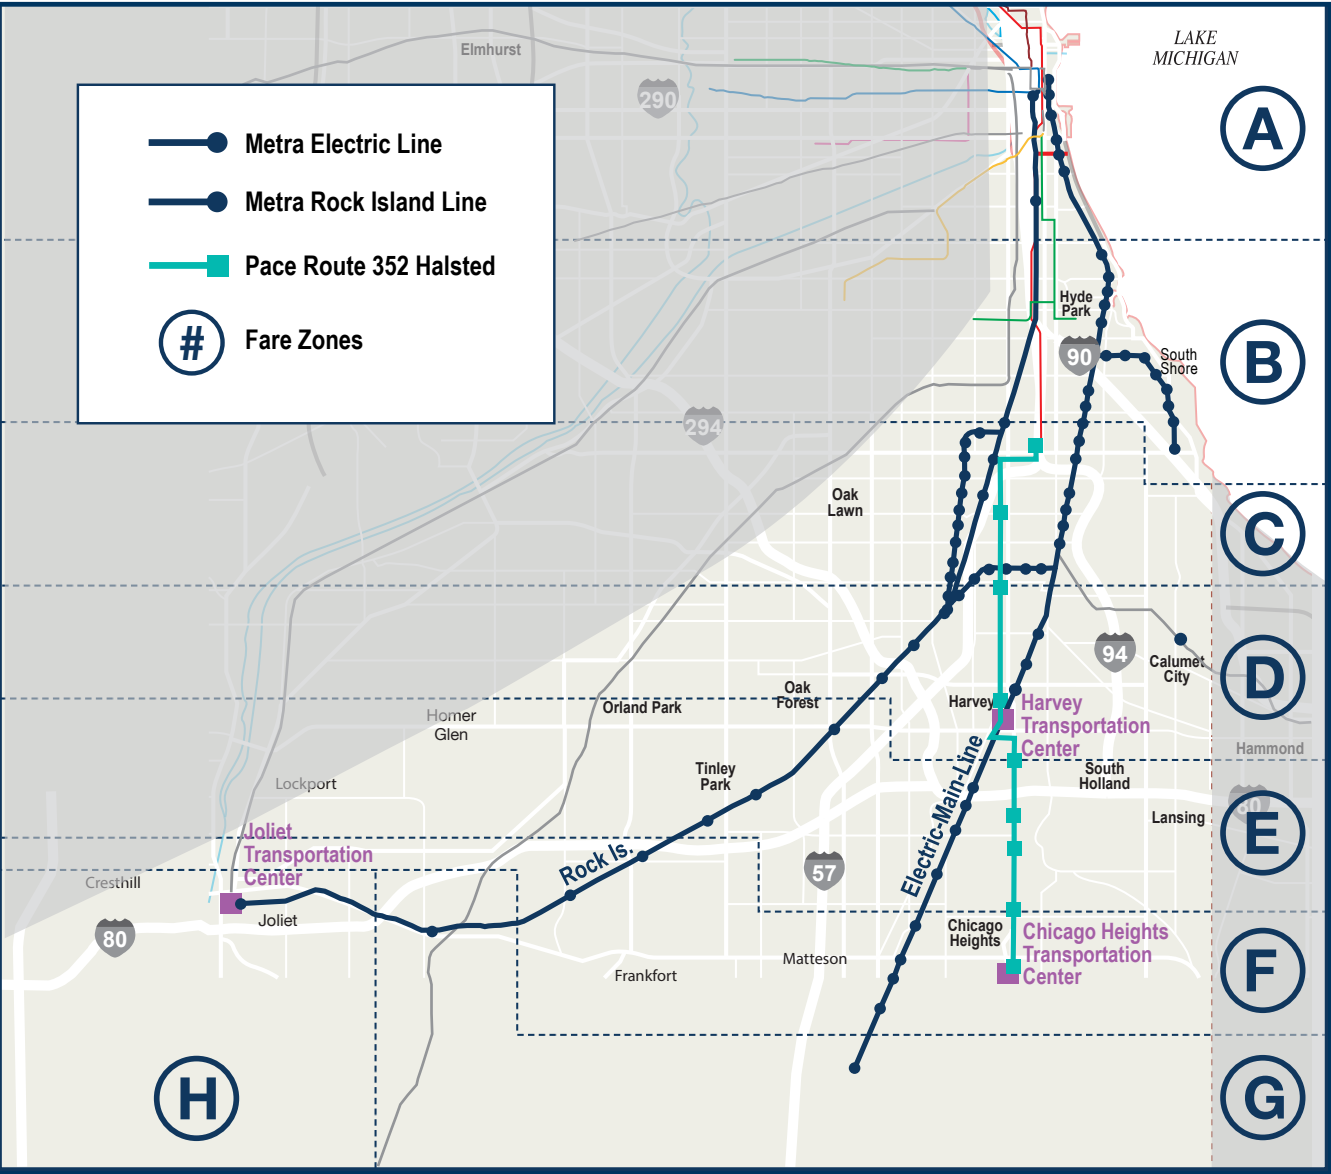 LAKE
MICHIGAN
Elmhurst
290
A
Metra Electric Line
Metra Rock Island Line
Pace Route 352 Halsted
#
Fare Zones
Hyde
Park
90
South
Shore
B
294
Oak
Lawn
C
94
Calumet
City
D
Oak
Forest
Orland Park
Homer
Glen
Harvey
Harvey
Transportation
Center
Hammond
Tinley
Park
South
Holland
Lockport
80
Lansing
E
Joliet
Transportation
Center
Rock Is.
Electric-Main-Line
57
Cresthill
Joliet
80
Chicago
Heights
Chicago Heights
Transportation
Center
Matteson
Frankfort
F
H
G